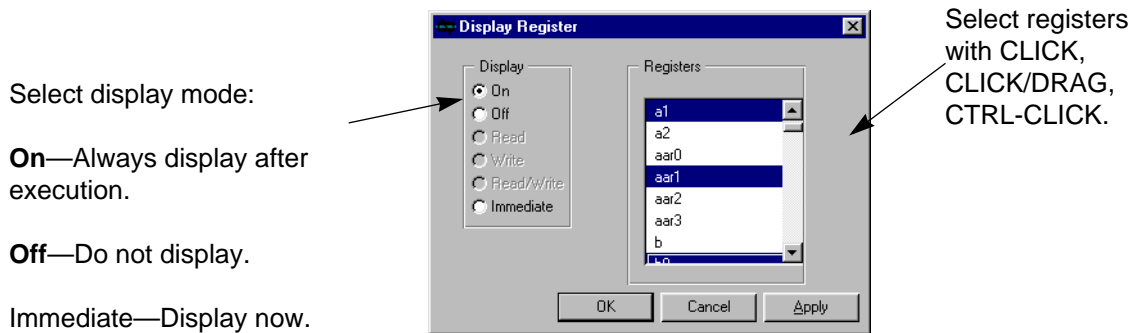 Select display mode:
On—Always display after
execution.
Off—Do not display.
Immediate—Display now.
Display Register
Display
On
Off
Read
Write
Read/Write
Immediate
Registers
a1
a2
aar0
aar1
aar2
aar3
b
b0
OK
Cancel
Apply
Select registers
with CLICK,
CLICK/DRAG,
CTRL-CLICK.